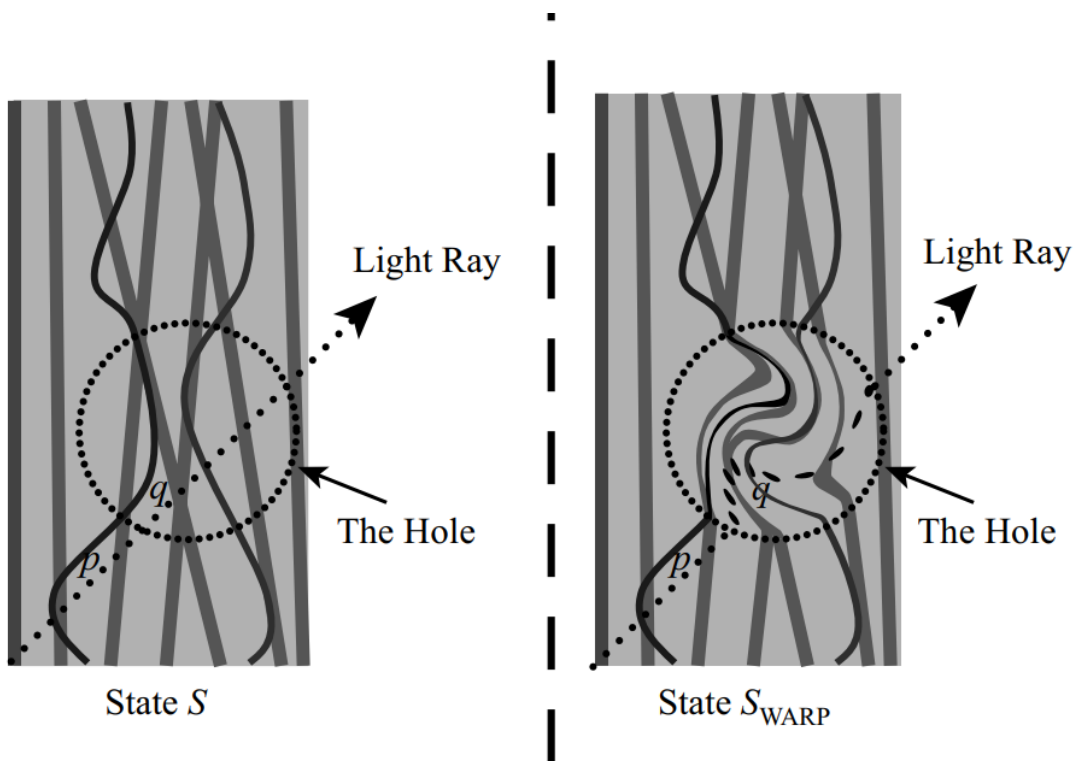 Light Ray
q
p
The Hole
State S
Light Ray
q
p
The Hole
State S_WARP